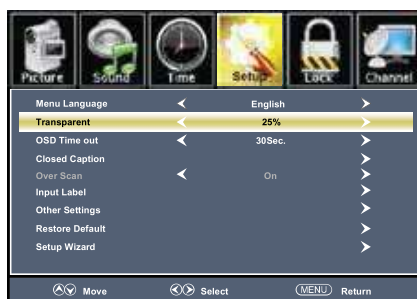 Picture Sound Time Setup Lock Channel
Menu Language English
Transparent 25%
OSD Time out 30Sec.
Closed Caption
Over Scan On
Input Label
Other Settings
Restore Default
Setup Wizard
Move Select MENU Return